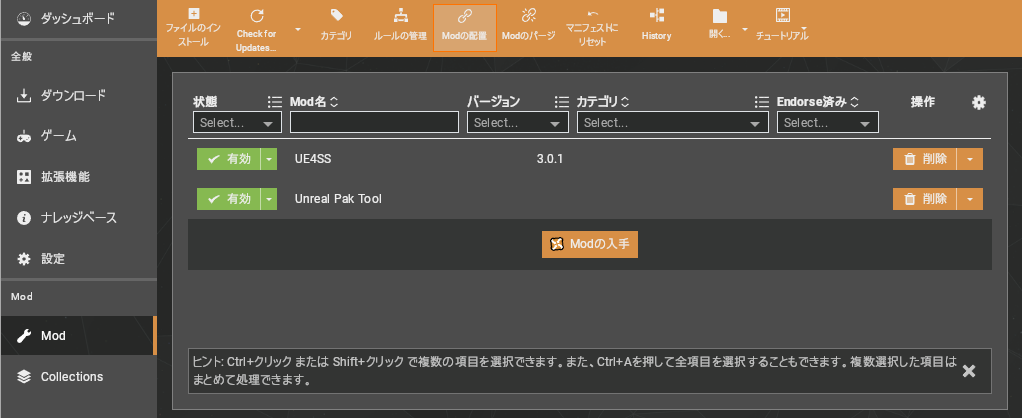 ダッシュボード
全般
ダウンロード
ゲーム
拡張機能
ナレッジベース
設定
Mod
Mod
Collections
ファイルのイン
ストール
Check for
Updates...
カテゴリ
ルールの管理
Modの配置
Modのパージ
マニフェストに
リセット
History
開く...
チュートリアル
状態
Mod名
バージョン
カテゴリ
Endorse済み
操作
Select...
Select...
Select...
Select...
有効
UE4SS
3.0.1
削除
有効
Unreal Pak Tool
削除
Modの入手
ヒント: Ctrl+クリック または Shift+クリック で複数の項目を選択できます。また、Ctrl+Aを押して全項目を選択することもできます。複数選択した項目は
まとめて処理できます。